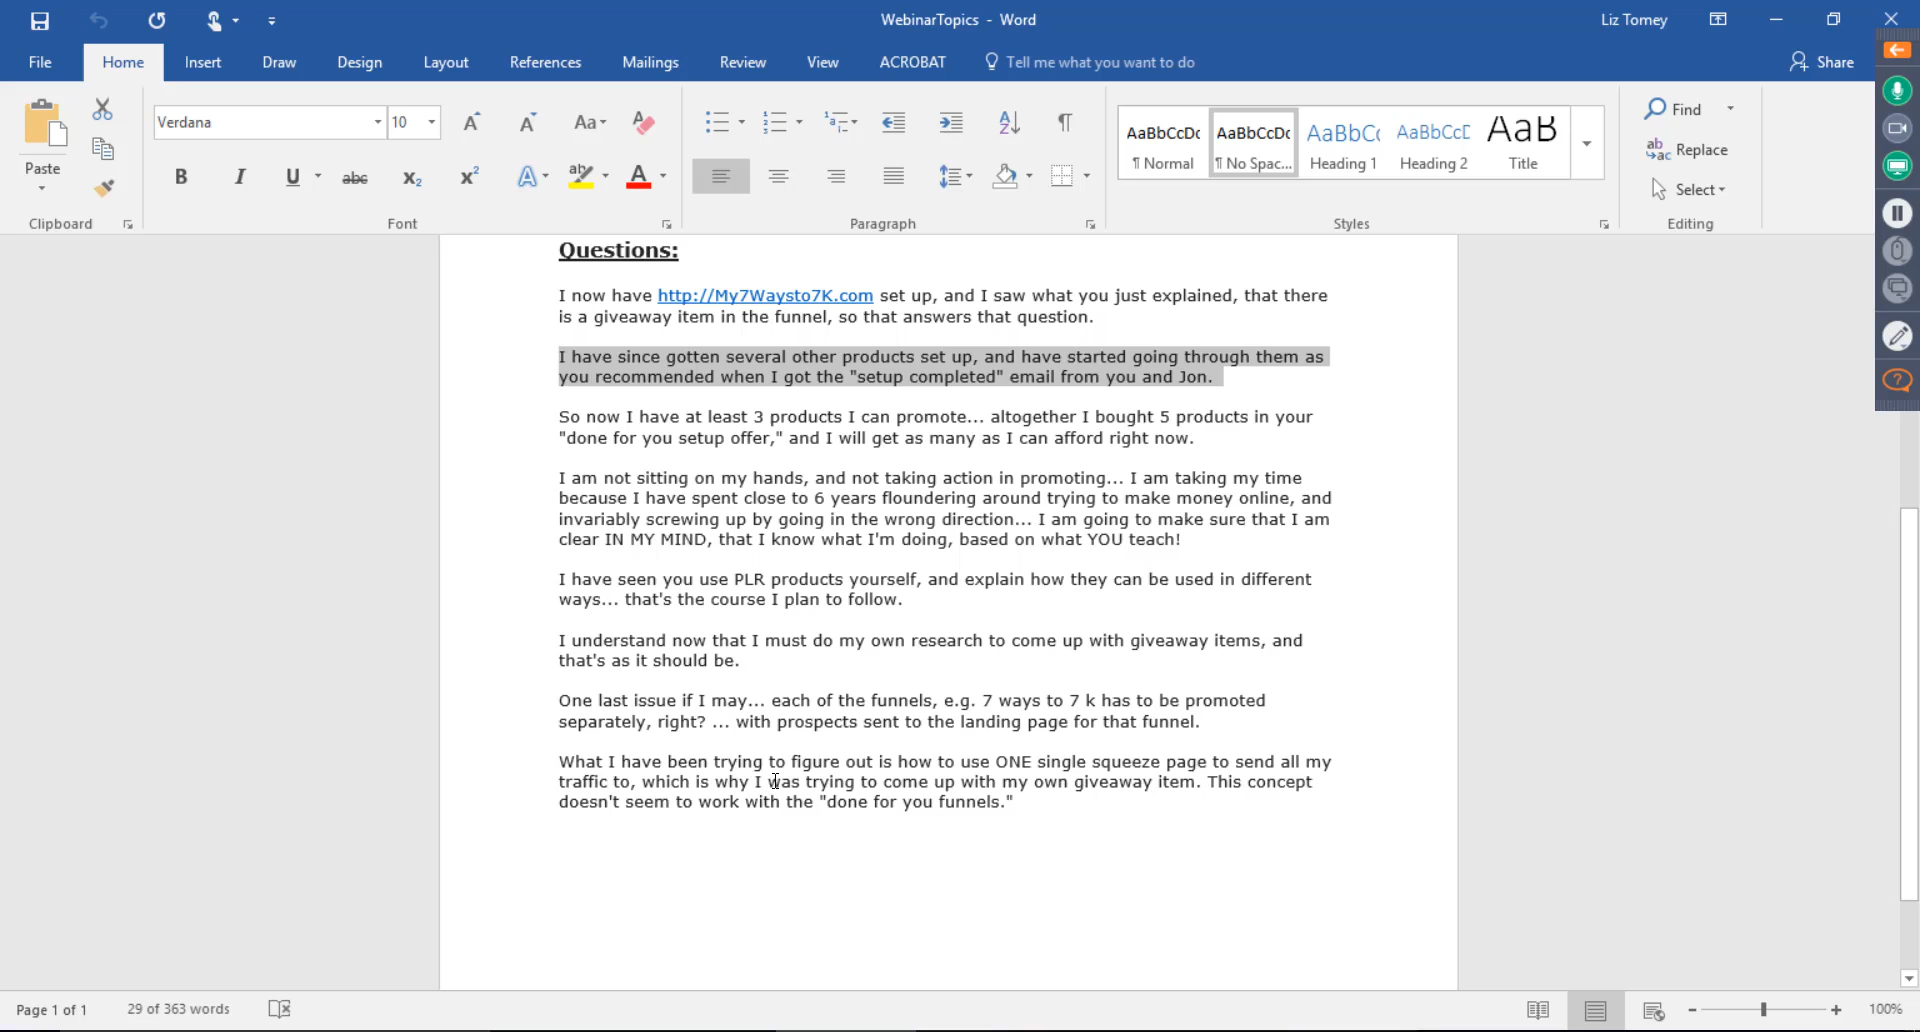 WebinarTopics - Word
Liz Tomey
File Home Insert Draw Design Layout References Mailings Review View ACROBAT Tell me what you want to do Share
Paste
Clipboard
Verdana 10
Aa
B I U abc X2 X2 A A
Font
Paragraph
AaBbCcDc AaBbCcDc AaBbC AaBbCcD AaB
¶ Normal ¶ No Spac... Heading 1 Heading 2 Title
Styles
Find
Replace
Select
Editing
Questions:
I now have http://My7Waysto7K.com set up, and I saw what you just explained, that there
is a giveaway item in the funnel, so that answers that question.
I have since gotten several other products set up, and have started going through them as
you recommended when I got the "setup completed" email from you and Jon.
So now I have at least 3 products I can promote... altogether I bought 5 products in your
"done for you setup offer," and I will get as many as I can afford right now.
I am not sitting on my hands, and not taking action in promoting... I am taking my time
because I have spent close to 6 years floundering around trying to make money online, and
invariably screwing up by going in the wrong direction... I am going to make sure that I am
clear IN MY MIND, that I know what I'm doing, based on what YOU teach!
I have seen you use PLR products yourself, and explain how they can be used in different
ways... that's the course I plan to follow.
I understand now that I must do my own research to come up with giveaway items, and
that's as it should be.
One last issue if I may... each of the funnels, e.g. 7 ways to 7 k has to be promoted
separately, right? ... with prospects sent to the landing page for that funnel.
What I have been trying to figure out is how to use ONE single squeeze page to send all my
traffic to, which is why I was trying to come up with my own giveaway item. This concept
doesn't seem to work with the "done for you funnels."
Page 1 of 1 29 of 363 words 100%